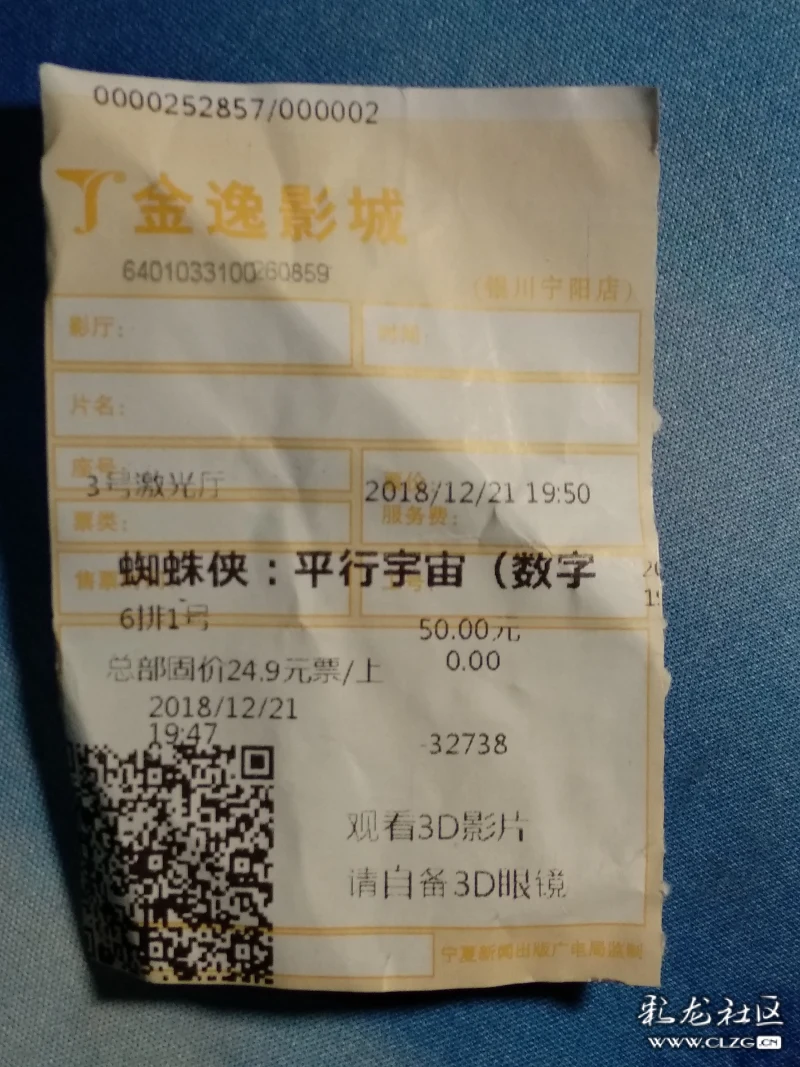 0000252857/000002
金逸影城
6401033100260859
(银川宁阳店)
影厅:
片名:
座号
3号激光厅
2018/12/21 19:50
票类:
服务费:
售票
蜘蛛侠:平行宇宙(数字
6排1号
50.00元
总部固价24.9元票/上
0.00
2018/12/21
19:47
-32738
观看3D影片
请自备3D眼镜
宁夏新闻出版广电局监制
彩龙社区
WWW.CLZG.CN